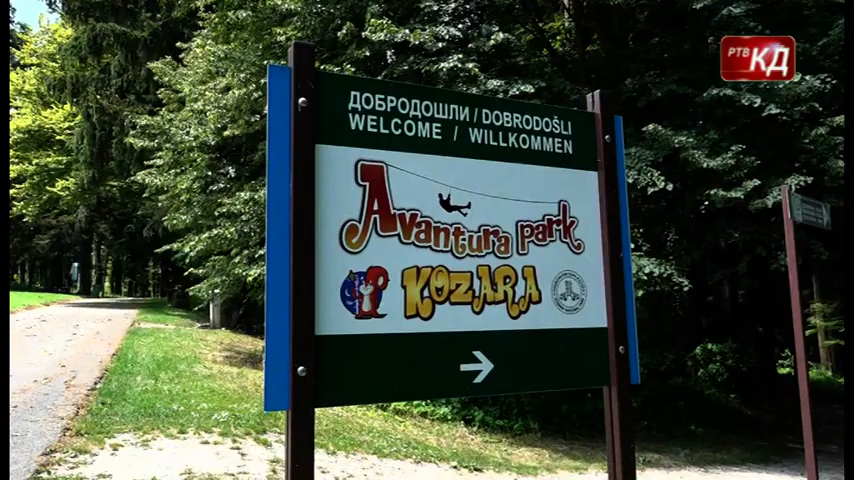 РТВ КД
ДОБРОДОШЛИ / DOBRODOŠLI
WELCOME / WILLKOMMEN
Avantura park
KOZARA